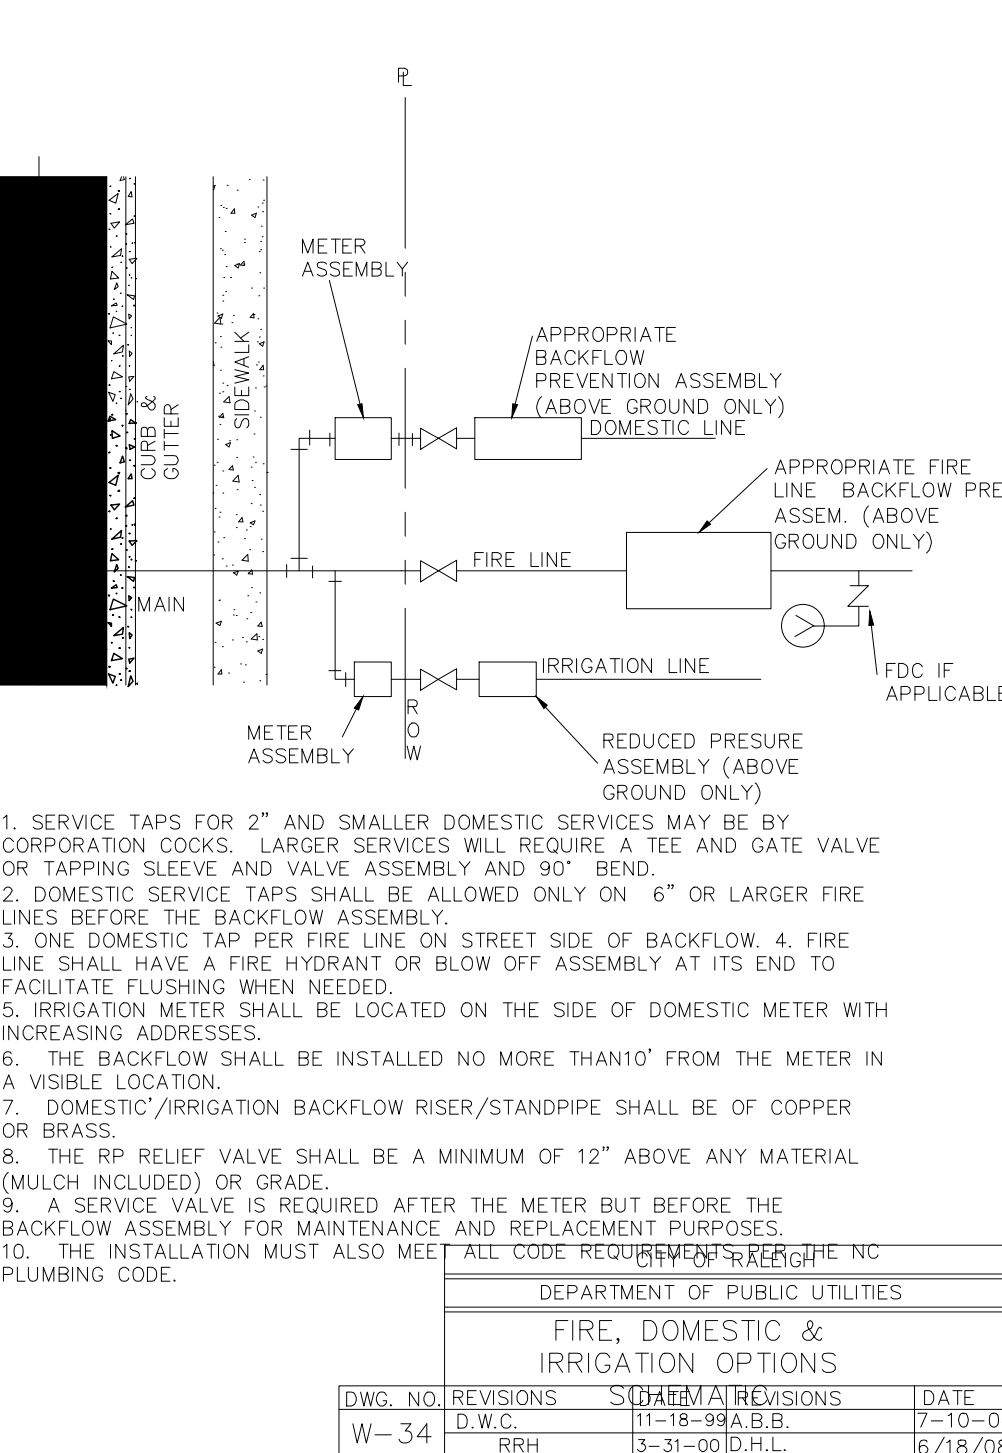 PL
METER
ASSEMBLY
APPROPRIATE
BACKFLOW
PREVENTION ASSEMBLY
(ABOVE GROUND ONLY)
DOMESTIC LINE
SIDEWALK
CURB &
GUTTER
APPROPRIATE FIRE
LINE BACKFLOW PRE
ASSEM. (ABOVE
GROUND ONLY)
FIRE LINE
MAIN
IRRIGATION LINE
FDC IF
APPLICABLE
R
O
W
METER
ASSEMBLY
REDUCED PRESURE
ASSEMBLY (ABOVE
GROUND ONLY)
1. SERVICE TAPS FOR 2” AND SMALLER DOMESTIC SERVICES MAY BE BY
CORPORATION COCKS. LARGER SERVICES WILL REQUIRE A TEE AND GATE VALVE
OR TAPPING SLEEVE AND VALVE ASSEMBLY AND 90° BEND.
2. DOMESTIC SERVICE TAPS SHALL BE ALLOWED ONLY ON 6” OR LARGER FIRE
LINES BEFORE THE BACKFLOW ASSEMBLY.
3. ONE DOMESTIC TAP PER FIRE LINE ON STREET SIDE OF BACKFLOW. 4. FIRE
LINE SHALL HAVE A FIRE HYDRANT OR BLOW OFF ASSEMBLY AT ITS END TO
FACILITATE FLUSHING WHEN NEEDED.
5. IRRIGATION METER SHALL BE LOCATED ON THE SIDE OF DOMESTIC METER WITH
INCREASING ADDRESSES.
6. THE BACKFLOW SHALL BE INSTALLED NO MORE THAN10’ FROM THE METER IN
A VISIBLE LOCATION.
7. DOMESTIC’/IRRIGATION BACKFLOW RISER/STANDPIPE SHALL BE OF COPPER
OR BRASS.
8. THE RP RELIEF VALVE SHALL BE A MINIMUM OF 12” ABOVE ANY MATERIAL
(MULCH INCLUDED) OR GRADE.
9. A SERVICE VALVE IS REQUIRED AFTER THE METER BUT BEFORE THE
BACKFLOW ASSEMBLY FOR MAINTENANCE AND REPLACEMENT PURPOSES.
10. THE INSTALLATION MUST ALSO MEET ALL CODE REQUIREMENTS PER THE NC
PLUMBING CODE.
CITY OF RALEIGH
DEPARTMENT OF PUBLIC UTILITIES
FIRE, DOMESTIC &
IRRIGATION OPTIONS
SCHEMATIC
DWG. NO. REVISIONS DATE REVISIONS DATE
W-34 D.W.C. 11-18-99 A.B.B. 7-10-0
RRH 3-31-00 D.H.L. 6/18/08